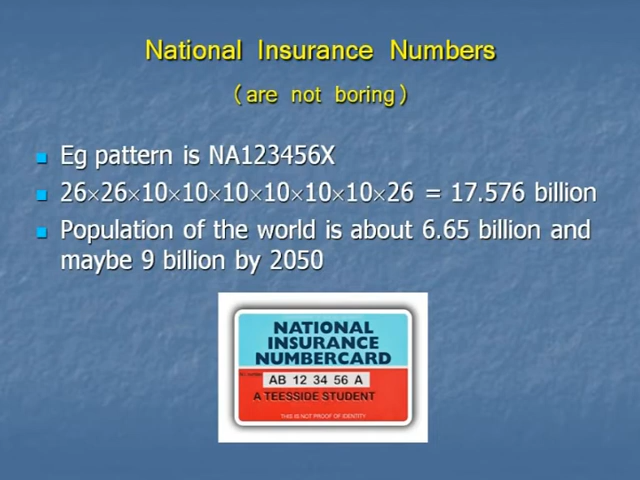 National Insurance Numbers
(are not boring)
Eg pattern is NA123456X
26×26×10×10×10×10×10×10×26 = 17.576 billion
Population of the world is about 6.65 billion and
maybe 9 billion by 2050
NATIONAL
INSURANCE
NUMBERCARD
AB 12 34 56 A
A TEESSIDE STUDENT
THIS IS NOT PROOF OF IDENTITY